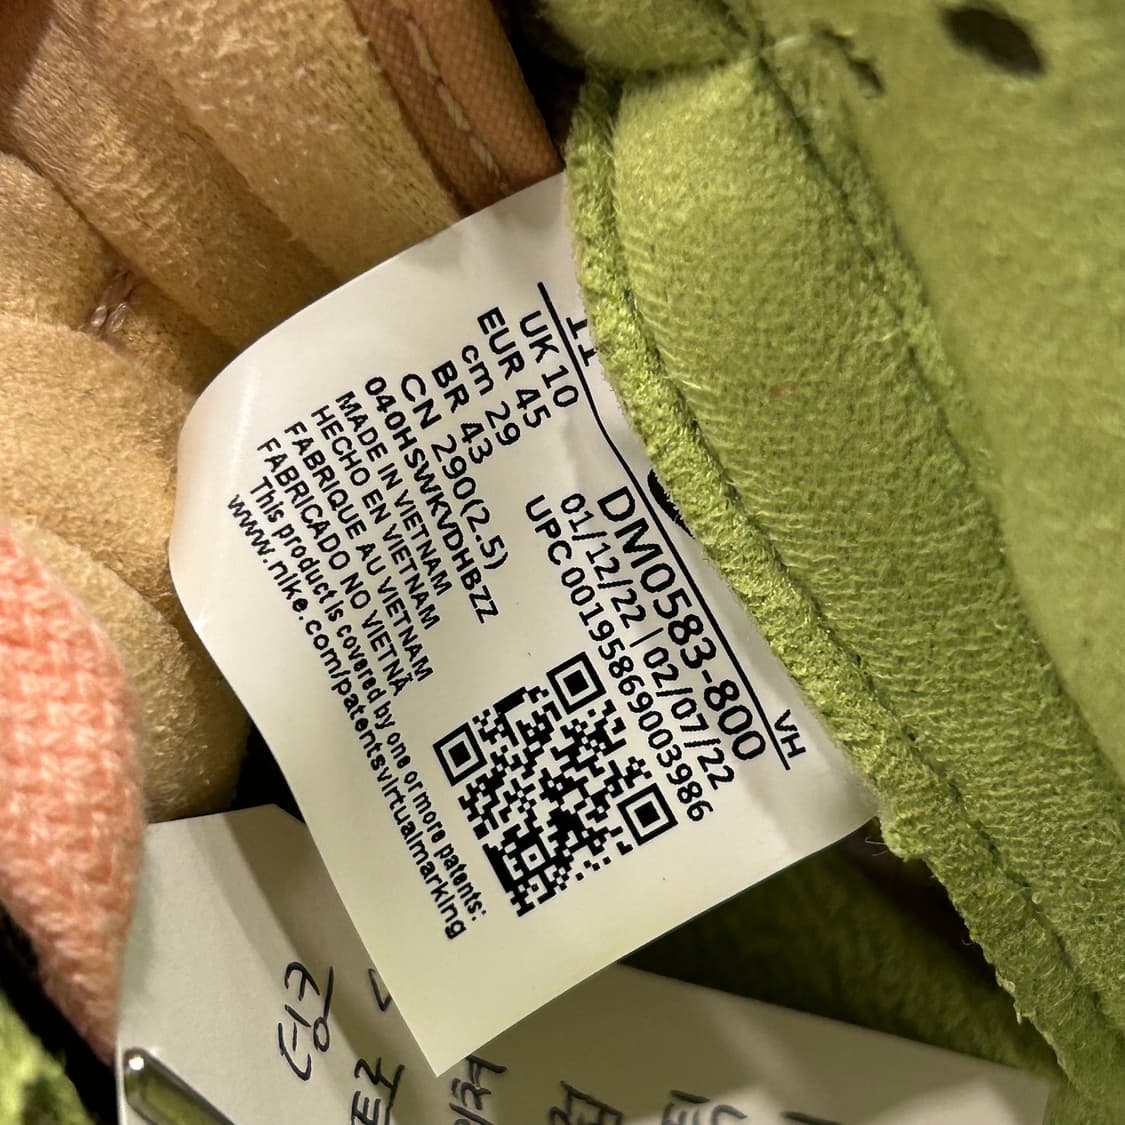 11
UK 10
EUR 45
cm 29
BR 43
CN 290(2.5)
040HSWKVDHBZZ
MADE IN VIETNAM
HECHO EN VIETNAM
FABRIQUE AU VIETNAM
FABRICADO NO VIETNÃ
This product is covered by one or more patents:
www.nike.com/patentsvirtualmarking
VH
DM0583-800
01/12/22 | 02/07/22
UPC 00195869003986